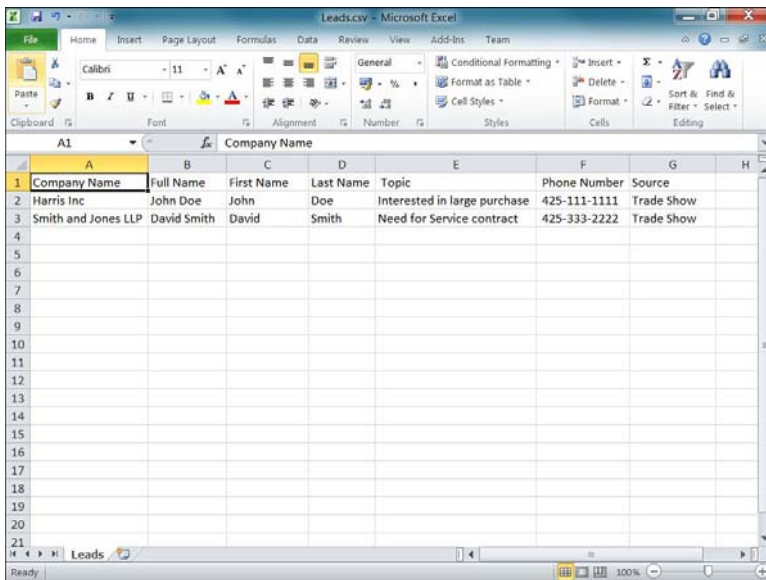 Leads.csv - Microsoft Excel
File Home Insert Page Layout Formulas Data Review View Add-Ins Team
Calibri 11 A A General Conditional Formatting Insert Σ
Paste Format as Table Delete
B I U A % , Cell Styles Format Sort & Filter Find & Select
Clipboard Font Alignment Number Styles Cells Editing
A1 fx Company Name
A B C D E F G H
1 Company Name Full Name First Name Last Name Topic Phone Number Source
2 Harris Inc John Doe John Doe Interested in large purchase 425-111-1111 Trade Show
3 Smith and Jones LLP David Smith David Smith Need for Service contract 425-333-2222 Trade Show
4
5
6
7
8
9
10
11
12
13
14
15
16
17
18
19
20
21
Leads
Ready 100%